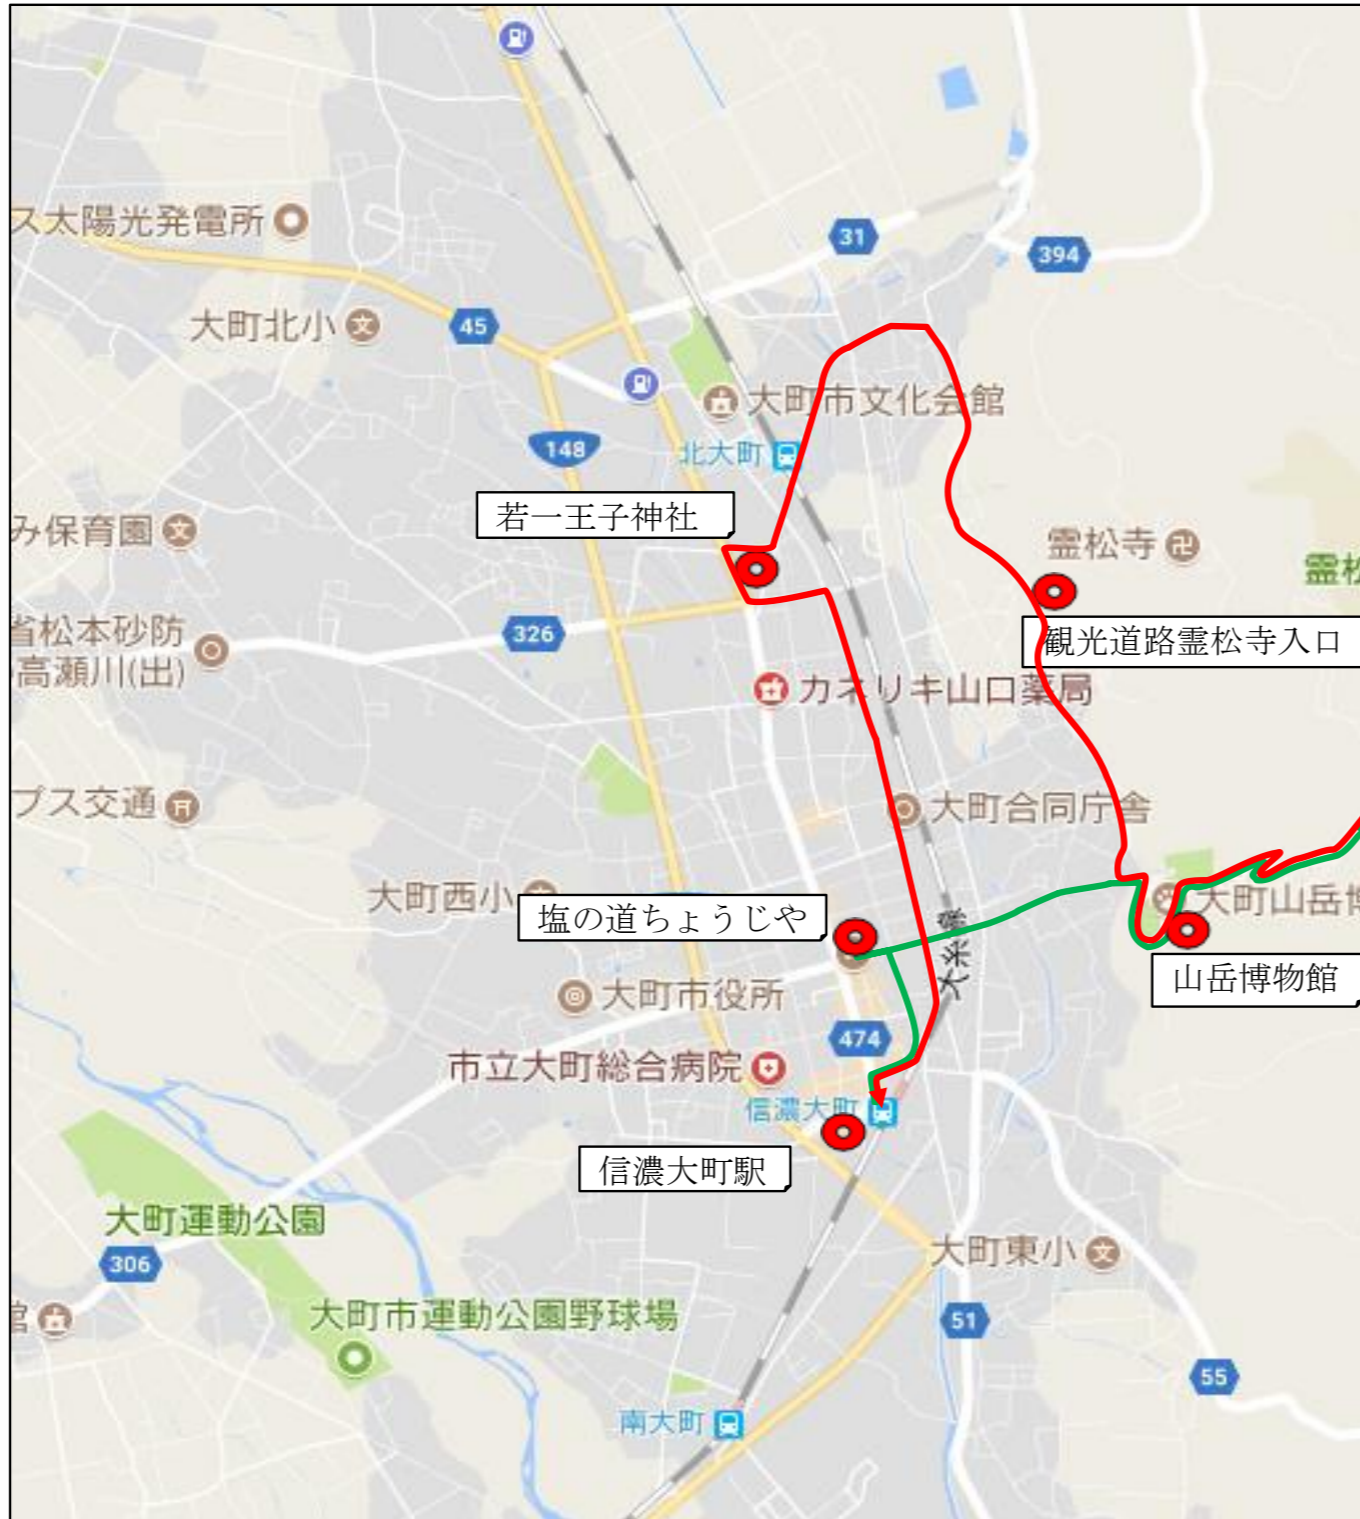 ス太陽光発電所
31
394
大町北小
文
45
大町市文化会館
148
北大町
若一王子神社
み保育園
文
霊松寺
卍
霊松
省松本砂防
高瀬川(出)
326
観光道路霊松寺入口
カネリキ山口薬局
プス交通
大町合同庁舎
大町西小
塩の道ちょうじや
大町山岳博
大糸線
山岳博物館
大町市役所
474
市立大町総合病院
信濃大町
信濃大町駅
大町運動公園
306
大町東小
文
館
大町市運動公園野球場
51
55
南大町